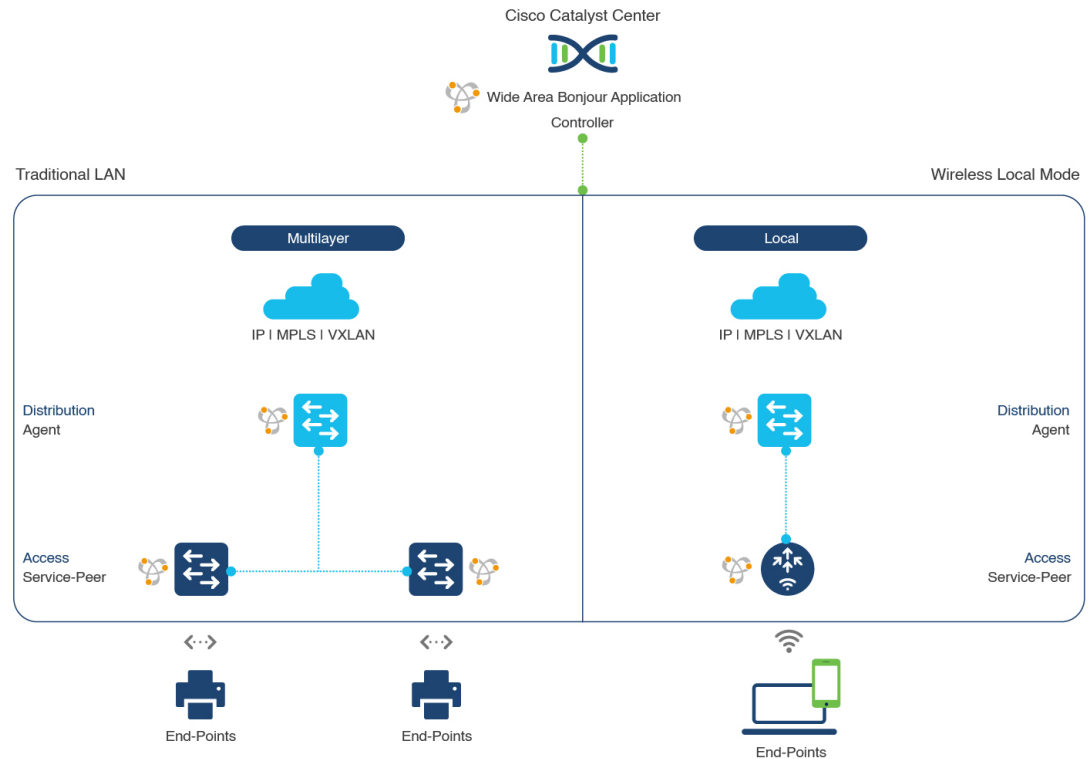 Cisco Catalyst Center
Wide Area Bonjour Application
Controller
Traditional LAN
Wireless Local Mode
Multilayer
Local
IP | MPLS | VXLAN
IP | MPLS | VXLAN
Distribution
Agent
Distribution
Agent
Access
Service-Peer
Access
Service-Peer
End-Points
End-Points
End-Points